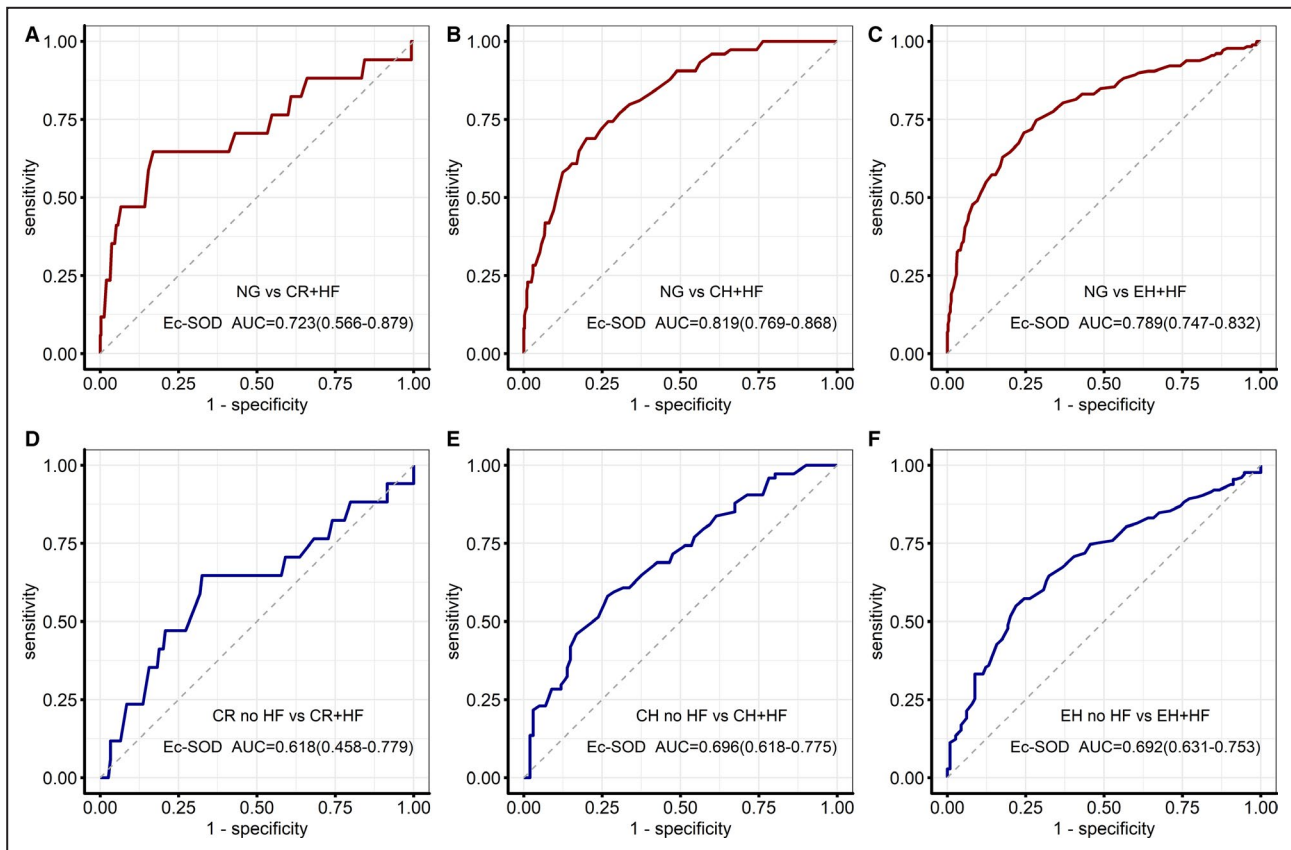 A
1.00
0.75
0.50
0.25
0.00
sensitivity
NG vs CR+HF
Ec-SOD AUC=0.723(0.566-0.879)
0.00 0.25 0.50 0.75 1.00
1 - specificity
B
1.00
0.75
0.50
0.25
0.00
sensitivity
NG vs CH+HF
Ec-SOD AUC=0.819(0.769-0.868)
0.00 0.25 0.50 0.75 1.00
1 - specificity
C
1.00
0.75
0.50
0.25
0.00
sensitivity
NG vs EH+HF
Ec-SOD AUC=0.789(0.747-0.832)
0.00 0.25 0.50 0.75 1.00
1 - specificity
D
1.00
0.75
0.50
0.25
0.00
sensitivity
CR no HF vs CR+HF
Ec-SOD AUC=0.618(0.458-0.779)
0.00 0.25 0.50 0.75 1.00
1 - specificity
E
1.00
0.75
0.50
0.25
0.00
sensitivity
CH no HF vs CH+HF
Ec-SOD AUC=0.696(0.618-0.775)
0.00 0.25 0.50 0.75 1.00
1 - specificity
F
1.00
0.75
0.50
0.25
0.00
sensitivity
EH no HF vs EH+HF
Ec-SOD AUC=0.692(0.631-0.753)
0.00 0.25 0.50 0.75 1.00
1 - specificity